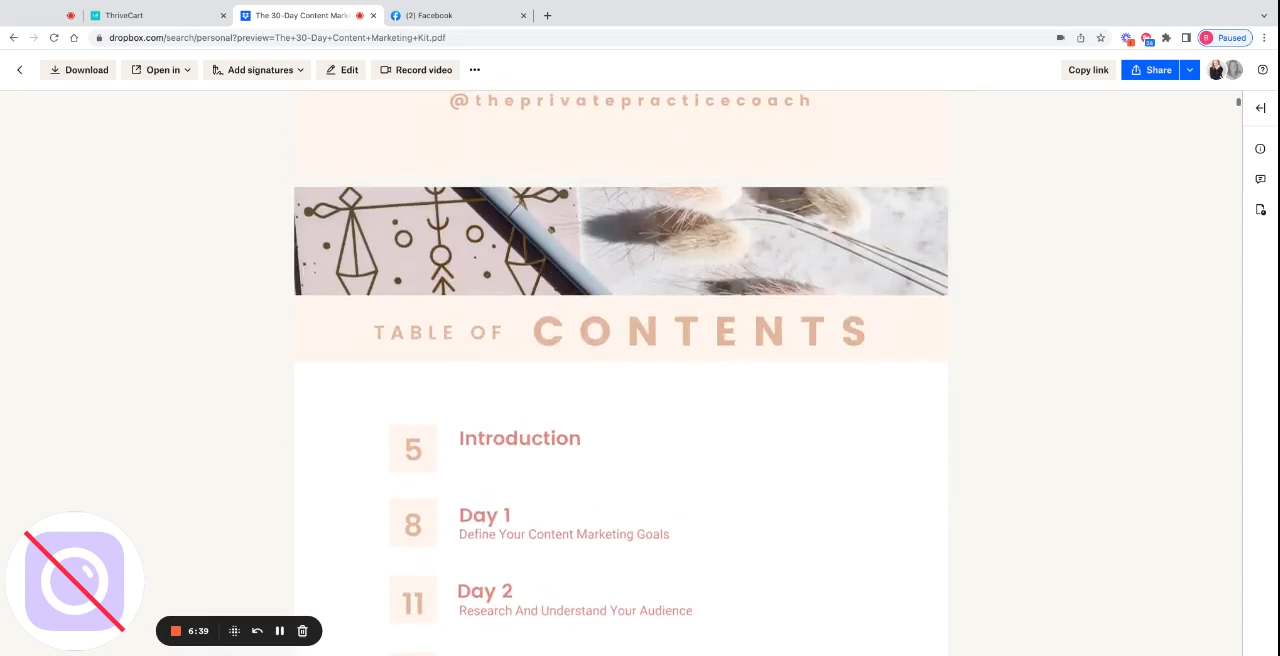 ThriveCart
The 30-Day Content Mark
(2) Facebook
dropbox.com/search/personal?preview=The+30-Day+Content+Marketing+Kit.pdf
B
Paused
Download
Open in
Add signatures
Edit
Record video
Copy link
Share
@theprivatepracticecoach
TABLE OF CONTENTS
5
Introduction
8
Day 1
Define Your Content Marketing Goals
11
Day 2
Research And Understand Your Audience
6:39